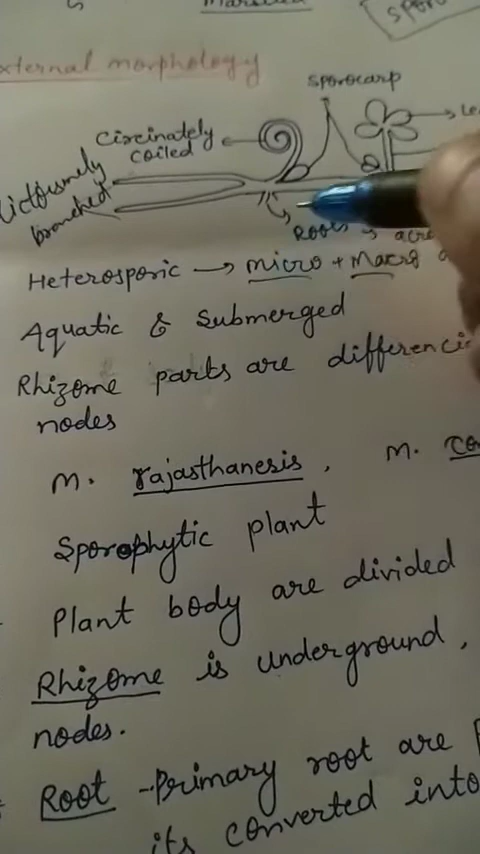 External morphology
Sporocarp
Circinately
coiled
branched
Roots
Heterosporic → micro + Macro
Aquatic & Submerged
Rhizome parts are
nodes
M. rajasthanesis, M.
Sporophytic plant
Plant body are divided
Rhizome is underground,
nodes.
Root - Primary root are
its converted into